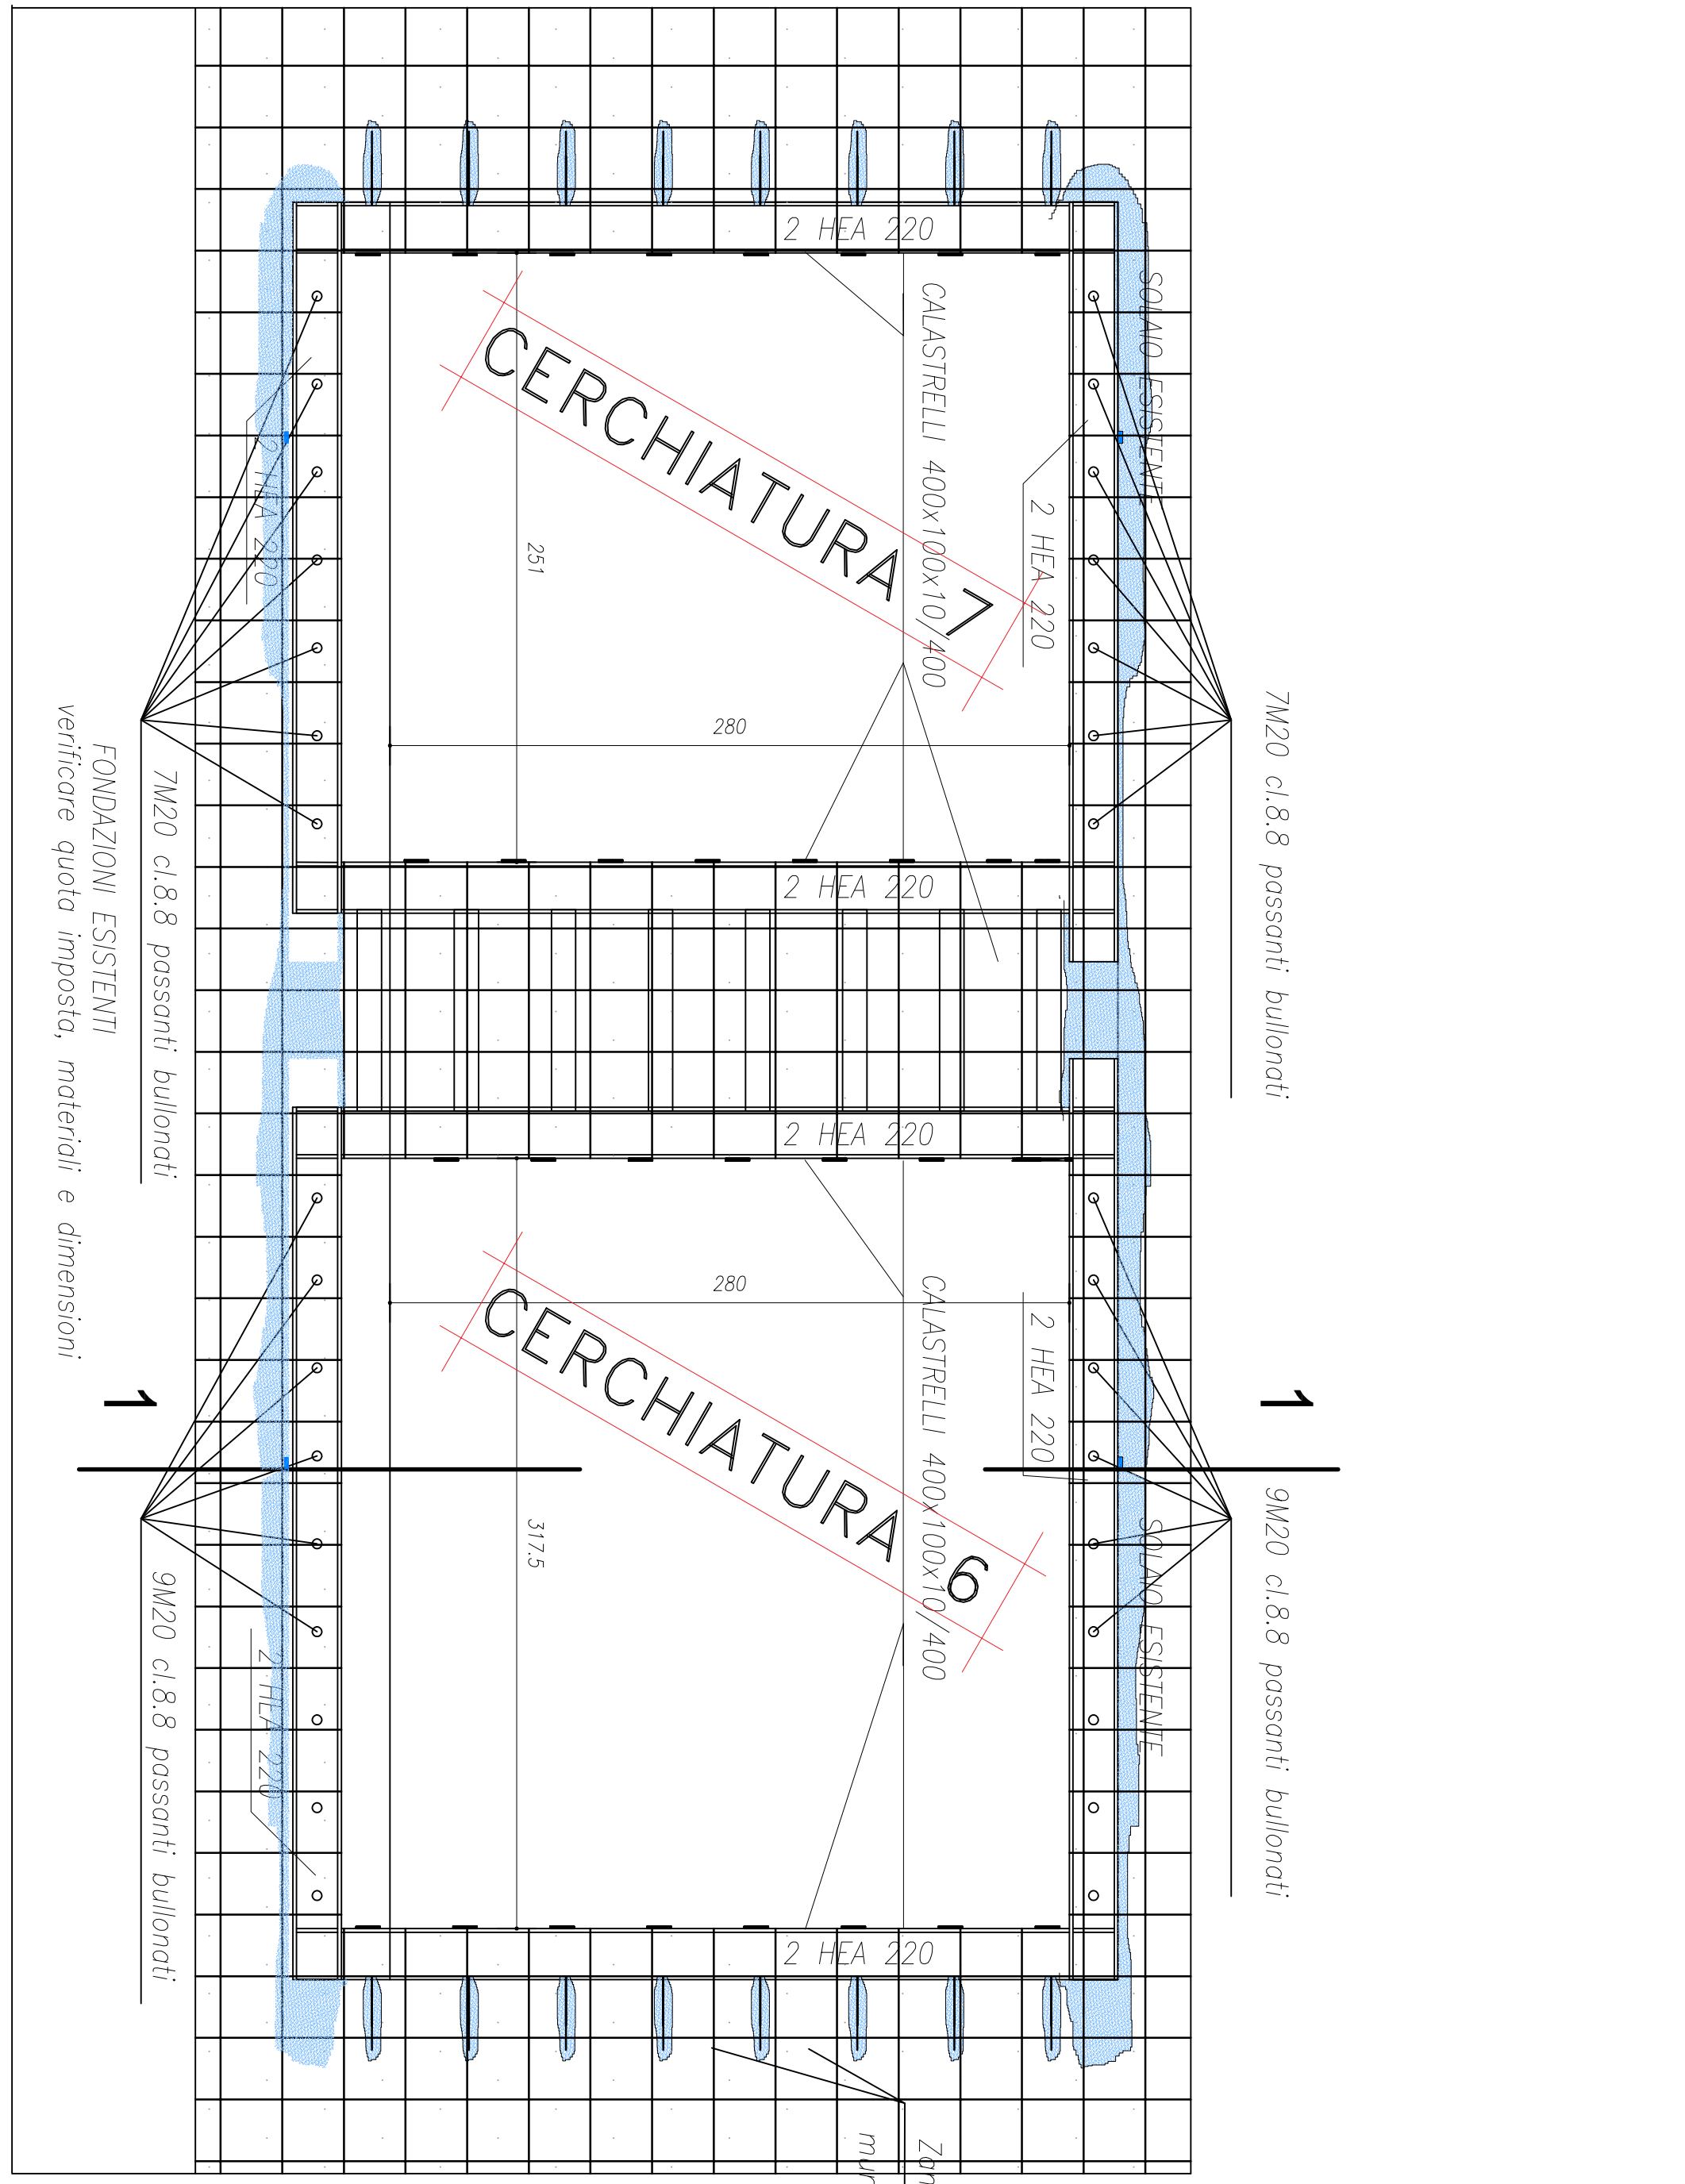 7M20 cl.8.8 passanti bullonati
1
9M20 cl.8.8 passanti bullonati
SOLAIO ESISTENTE
SOLAIO ESISTENTE
2 HEA 220
2 HEA 220
CALASTRELLI 400x100x10/400
CALASTRELLI 400x100x10/400
2 HEA 220
2 HEA 220
2 HEA 220
2 HEA 220
CERCHIATURA 7
CERCHIATURA 6
280
280
251
317.5
2 HEA 220
2 HEA 220
7M20 cl.8.8 passanti bullonati
1
9M20 cl.8.8 passanti bullonati
FONDAZIONI ESISTENTI
verificare quota imposta, materiali e dimensioni